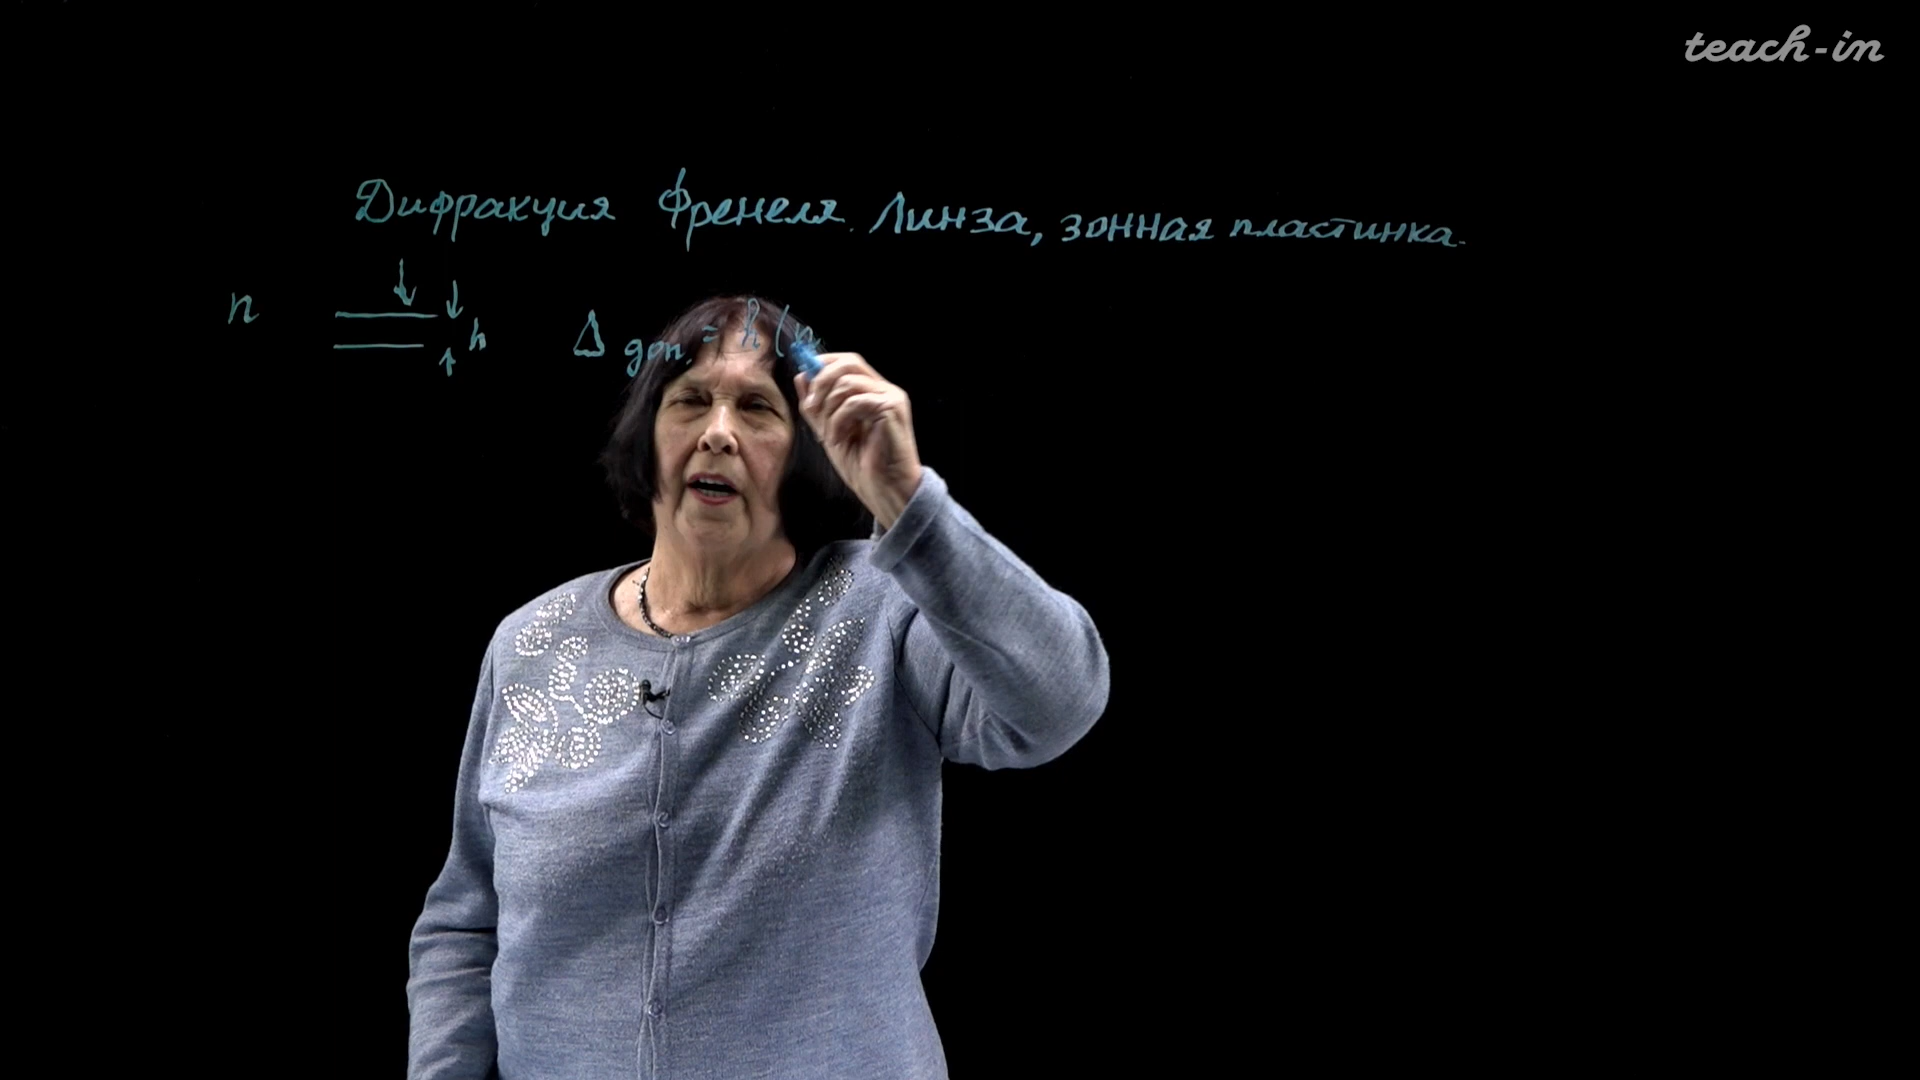 teach-in
Дифракция Френеля. Линза, зонная пластинка.
n h Δ доп. = h (n